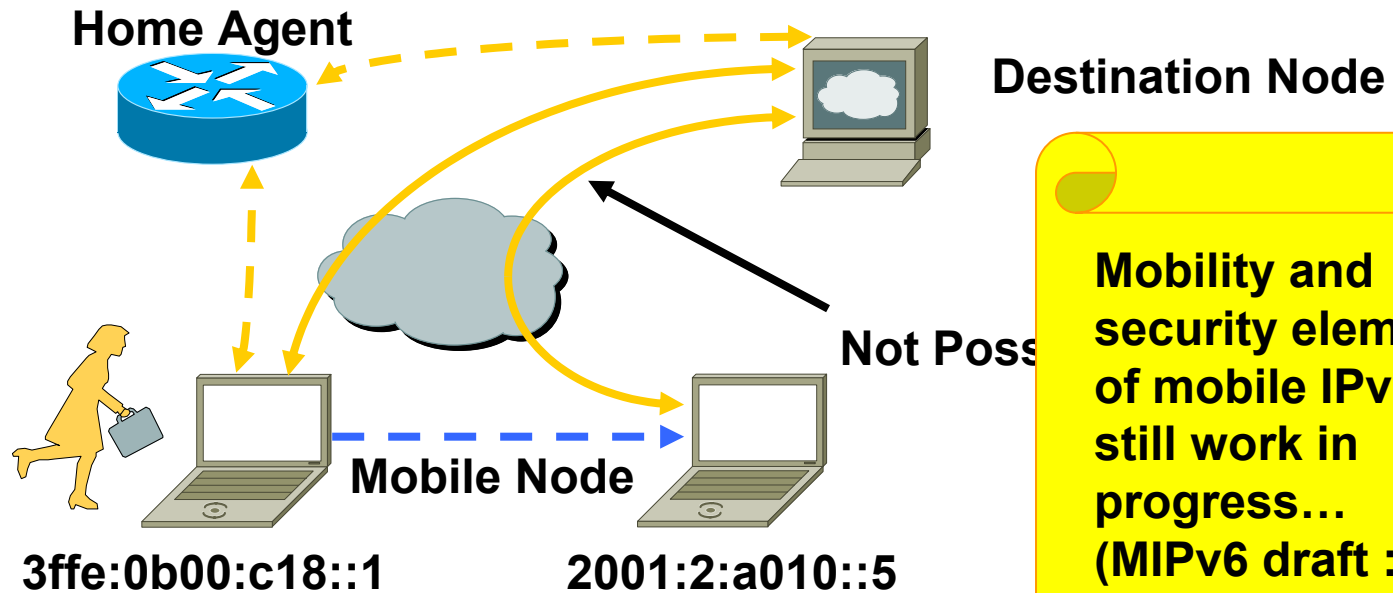 Home Agent
Destination Node
Not Poss
Mobile Node
3ffe:0b00:c18::1
2001:2:a010::5
Mobility and
security elem
of mobile IPv
still work in
progress…
(MIPv6 draft :